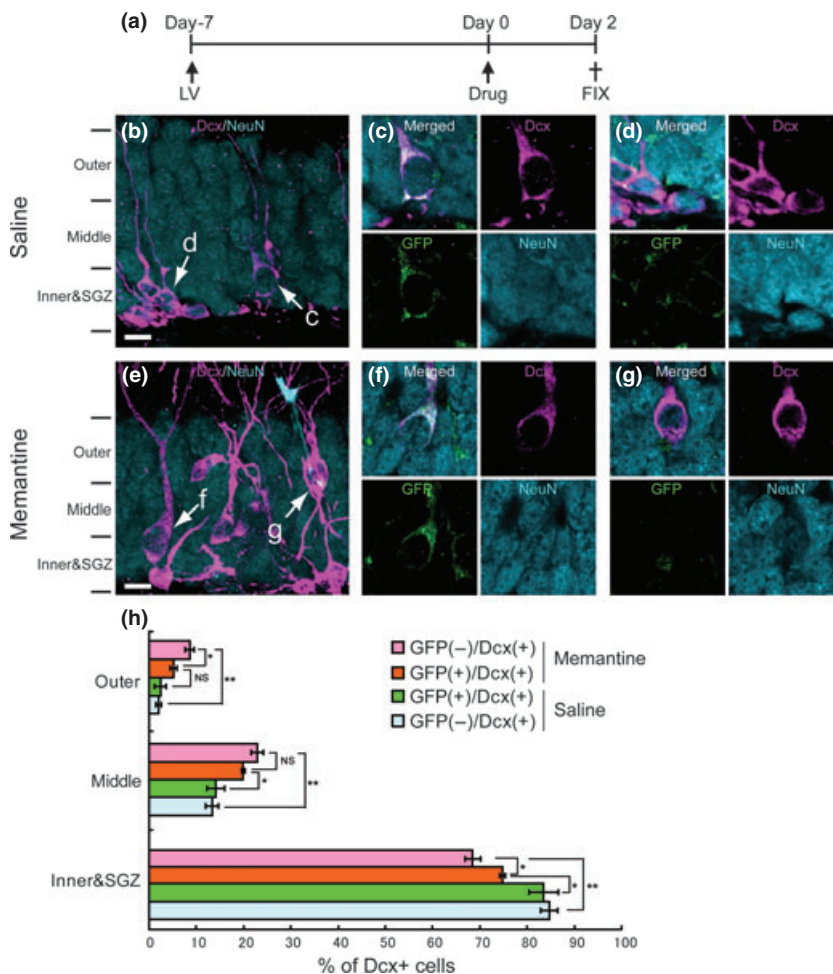 (a)
Day-7 Day 0 Day 2
LV Drug FIX
Saline
(b) Dcx/NeuN
Outer
Middle
Inner&SGZ
d
c
(c) Merged Dcx
GFP NeuN
(d) Merged Dcx
GFP NeuN
Memantine
(e) Dcx/NeuN
Outer
Middle
Inner&SGZ
f
g
(f) Merged Dcx
GFP NeuN
(g) Merged Dcx
GFP NeuN
(h)
GFP(−)/Dcx(+)
GFP(+)/Dcx(+)
Memantine
GFP(+)/Dcx(+)
GFP(−)/Dcx(+)
Saline
Outer
*
NS
**
Middle
NS
*
**
Inner&SGZ
*
*
**
0 10 20 30 40 50 60 70 80 90 100
% of Dcx+ cells